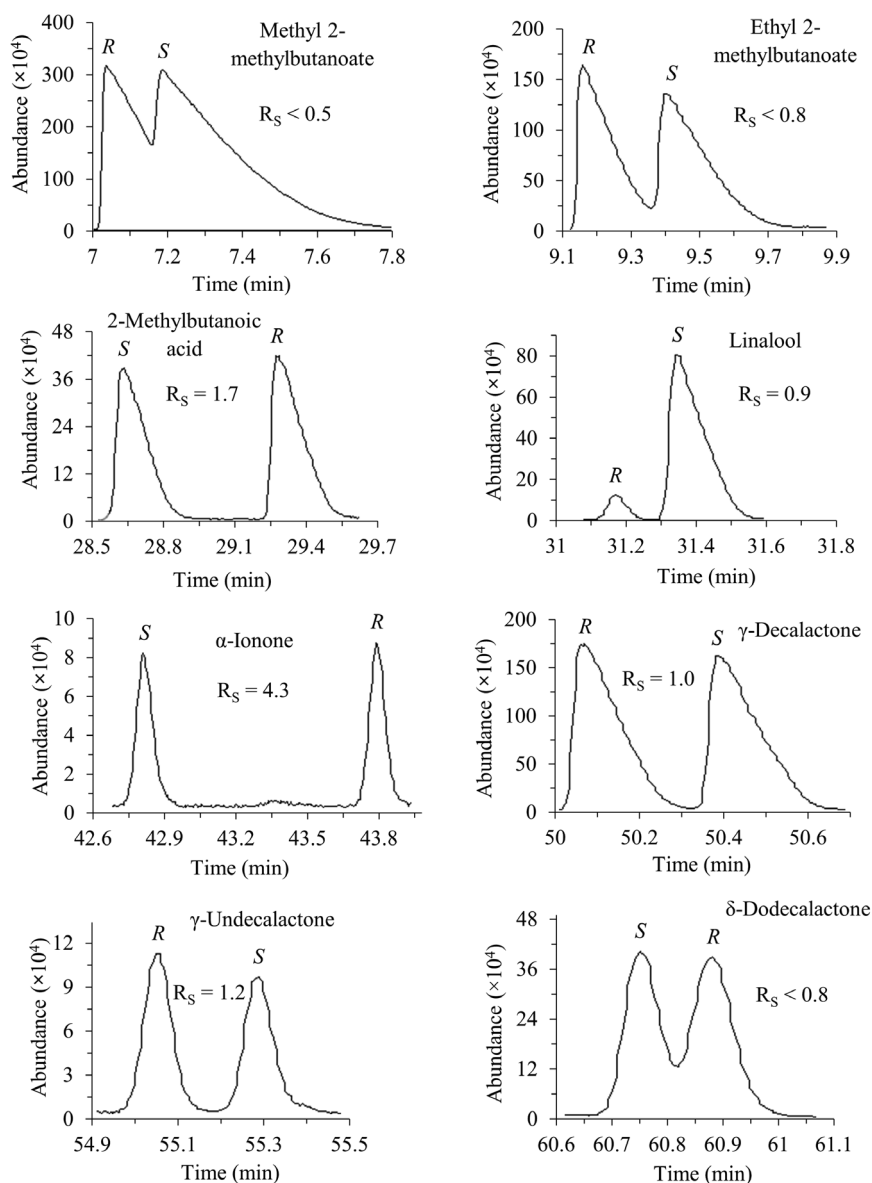 Methyl 2-
methylbutanoate
R
S
R_S < 0.5
Abundance (×10⁴)
400
300
200
100
0
7
7.2
7.4
7.6
7.8
Time (min)
Ethyl 2-
methylbutanoate
R
S
R_S < 0.8
Abundance (×10⁴)
200
150
100
50
0
9.1
9.3
9.5
9.7
9.9
Time (min)
2-Methylbutanoic
acid
S
R
R_S = 1.7
Abundance (×10⁴)
48
36
24
12
0
28.5
28.8
29.1
29.4
29.7
Time (min)
Linalool
S
R
R_S = 0.9
Abundance (×10⁴)
80
60
40
20
0
31
31.2
31.4
31.6
31.8
Time (min)
α-Ionone
S
R
R_S = 4.3
Abundance (×10⁴)
10
8
6
4
2
0
42.6
42.9
43.2
43.5
43.8
Time (min)
γ-Decalactone
R
S
R_S = 1.0
Abundance (×10⁴)
200
150
100
50
0
50
50.2
50.4
50.6
Time (min)
γ-Undecalactone
R
S
R_S = 1.2
Abundance (×10⁴)
12
9
6
3
0
54.9
55.1
55.3
55.5
Time (min)
δ-Dodecalactone
S
R
R_S < 0.8
Abundance (×10⁴)
48
36
24
12
0
60.6
60.7
60.8
60.9
61
61.1
Time (min)